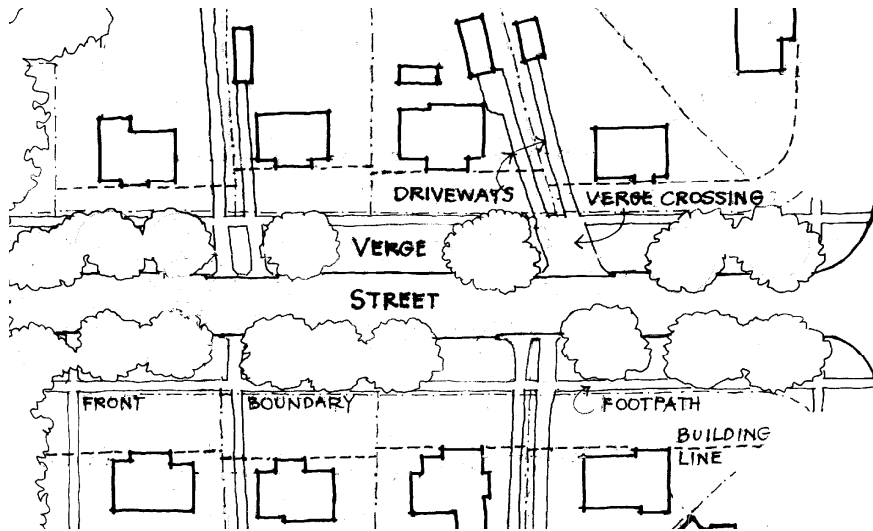 DRIVEWAYS
VERGE CROSSING
VERGE
STREET
FRONT BOUNDARY
FOOTPATH
BUILDING
LINE